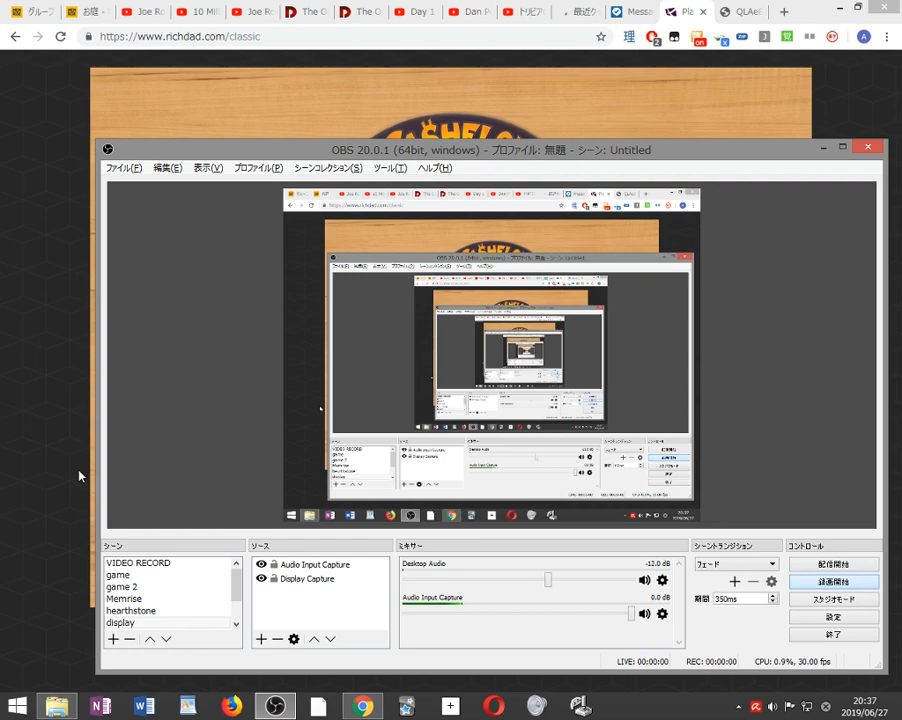 グループ
お庭 -
Joe Ro
10 Mil
Joe Ro
The O
The O
Day 1
Dan P
トリビア
最近ク
Messa
Pla
QLAeB
https://www.richdad.com/classic
理
2
on
x
ZIP
J
覚
A
CA$HFLO
OBS 20.0.1 (64bit, windows) - プロファイル: 無題 - シーン: Untitled
ファイル(F) 編集(E) 表示(V) プロファイル(P) シーンコレクション(S) ツール(T) ヘルプ(H)
シーン
VIDEO RECORD
game
game 2
Memrise
hearthstone
display
ソース
Audio Input Capture
Display Capture
ミキサー
Desktop Audio -12.0 dB
Audio Input Capture 0.0 dB
シーントランジション
フェード
期間 350ms
コントロール
配信開始
録画開始
スタジオモード
設定
終了
LIVE: 00:00:00 REC: 00:00:00 CPU: 0.9%, 30.00 fps
20:37
2019/06/27